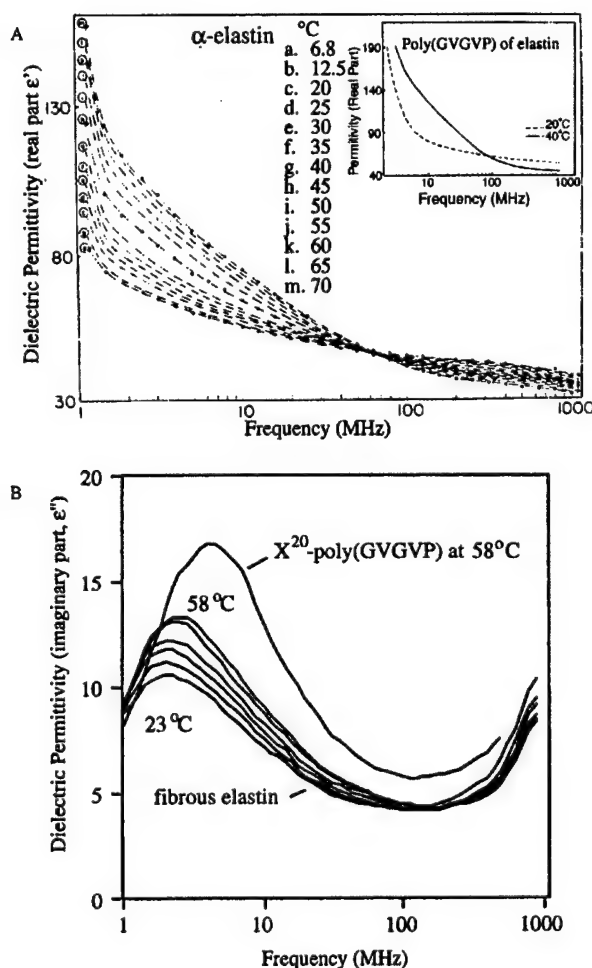 A
α-elastin
°C
a. 6.8
b. 12.5
c. 20
d. 25
e. 30
f. 35
g. 40
h. 45
i. 50
j. 55
k. 60
l. 65
m. 70
Dielectric Permittivity (real part ε')
130
80
30
1
10
100
1000
Frequency (MHz)
Poly(GVGVP) of elastin
Permitivity (Real Part)
190
140
90
40
20°C
40°C
10
100
1000
Frequency (MHz)
B
Dielectric Permittivity (imaginary part, ε")
20
15
10
5
0
X²⁰-poly(GVGVP) at 58°C
58 °C
23 °C
fibrous elastin
1
10
100
1000
Frequency (MHz)